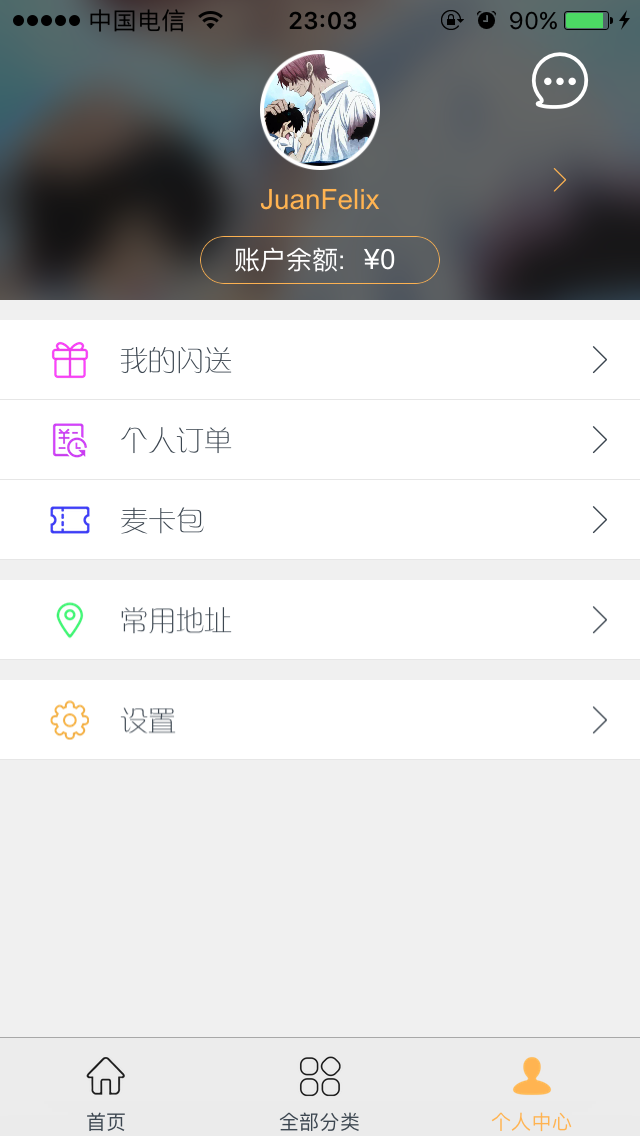 中国电信 23:03 90%
JuanFelix
账户余额: ¥0
我的闪送
个人订单
麦卡包
常用地址
设置
首页 全部分类 个人中心